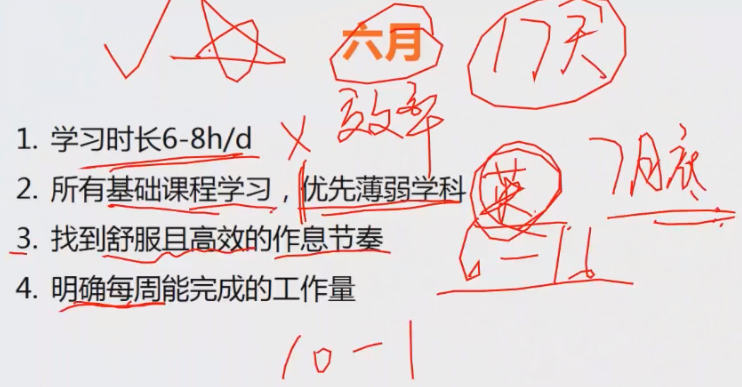 六月
17天
1. 学习时长6-8h/d × 效率
2. 所有基础课程学习，优先薄弱学科 英 7月底
3. 找到舒服且高效的作息节奏
4. 明确每周能完成的工作量
10-1